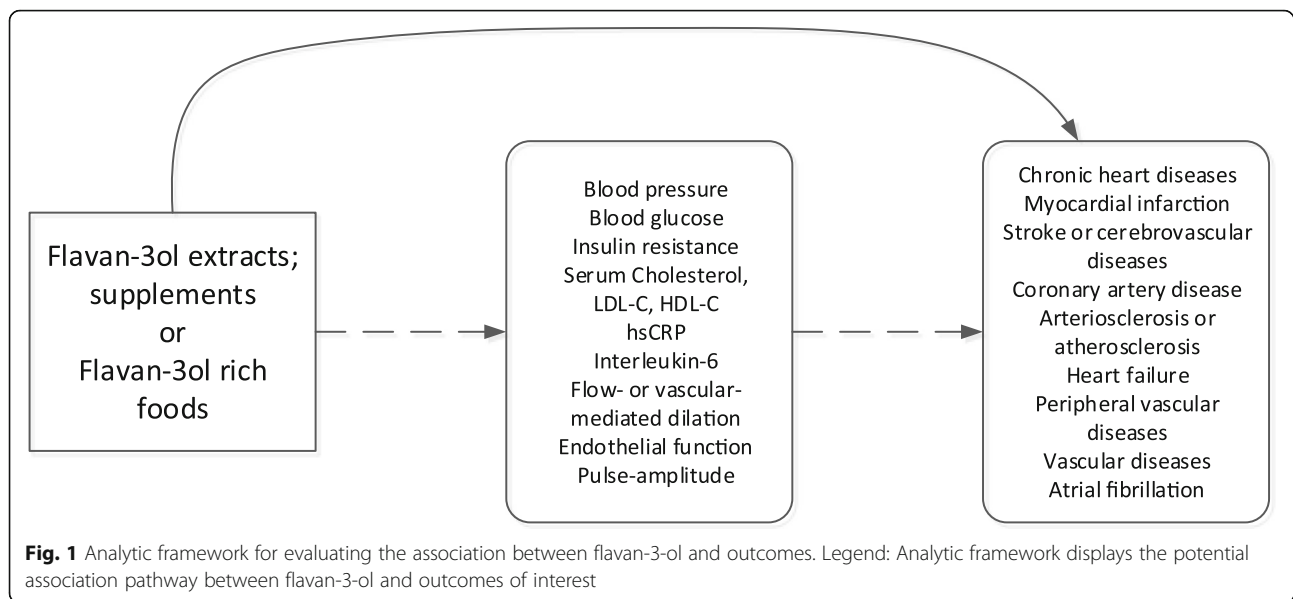 Flavan-3ol extracts;
supplements
or
Flavan-3ol rich
foods
Blood pressure
Blood glucose
Insulin resistance
Serum Cholesterol,
LDL-C, HDL-C
hsCRP
Interleukin-6
Flow- or vascular-
mediated dilation
Endothelial function
Pulse-amplitude
Chronic heart diseases
Myocardial infarction
Stroke or cerebrovascular
diseases
Coronary artery disease
Arteriosclerosis or
atherosclerosis
Heart failure
Peripheral vascular
diseases
Vascular diseases
Atrial fibrillation
Fig. 1 Analytic framework for evaluating the association between flavan-3-ol and outcomes. Legend: Analytic framework displays the potential
association pathway between flavan-3-ol and outcomes of interest